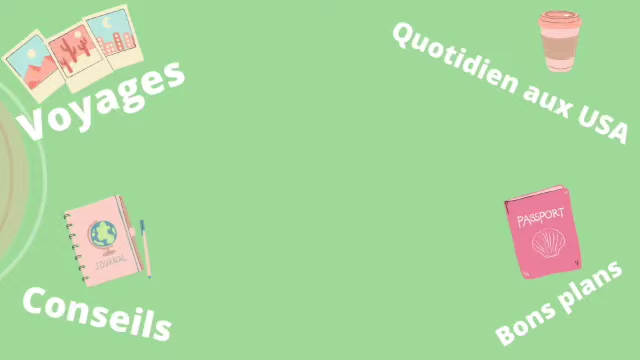 Voyages
Quotidien aux USA
JOURNAL
PASSPORT
Conseils
Bons plans